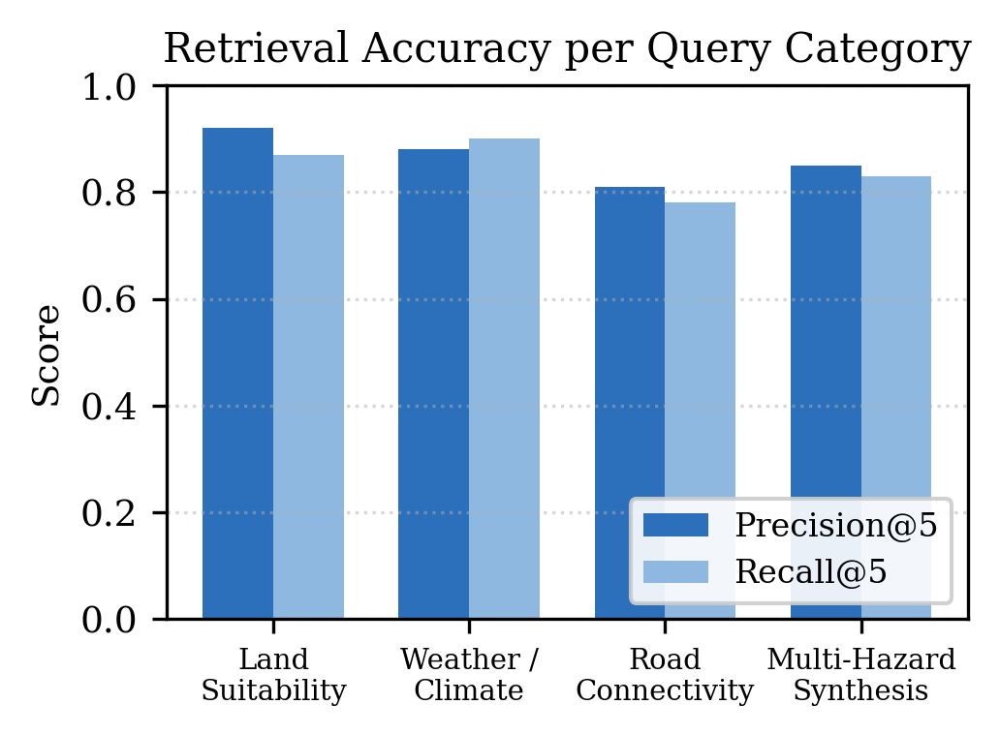 Retrieval Accuracy per Query Category
1.0
0.8
0.6
0.4
0.2
0.0
Score
Precision@5
Recall@5
Land
Suitability
Weather /
Climate
Road
Connectivity
Multi-Hazard
Synthesis